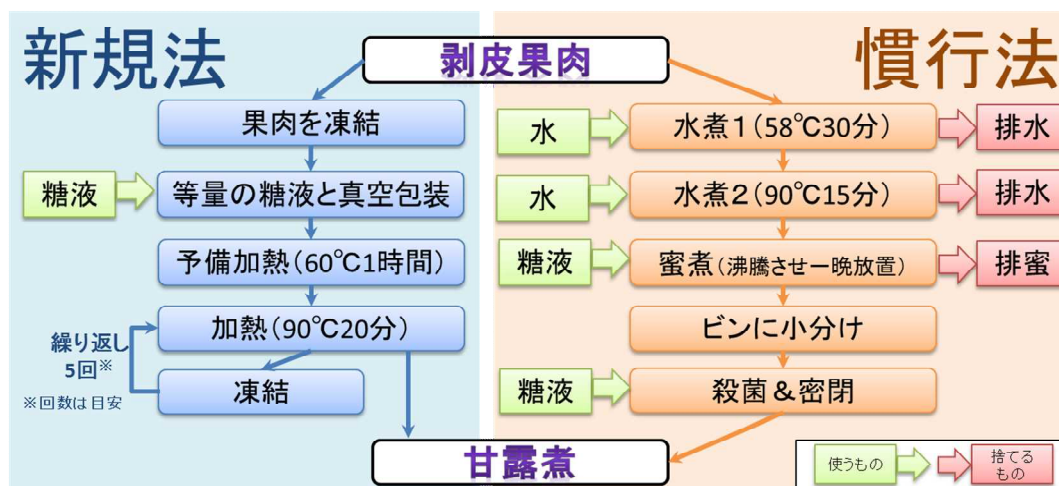 新規法
剥皮果肉
慣行法
果肉を凍結
糖液
等量の糖液と真空包装
予備加熱(60℃1時間)
加熱(90℃20分)
繰り返し
5回※
※回数は目安
凍結
水
水煮1(58℃30分)
排水
水
水煮2(90℃15分)
排水
糖液
蜜煮(沸騰させ一晩放置)
排蜜
ビンに小分け
糖液
殺菌&密閉
甘露煮
使うもの
捨てる
もの